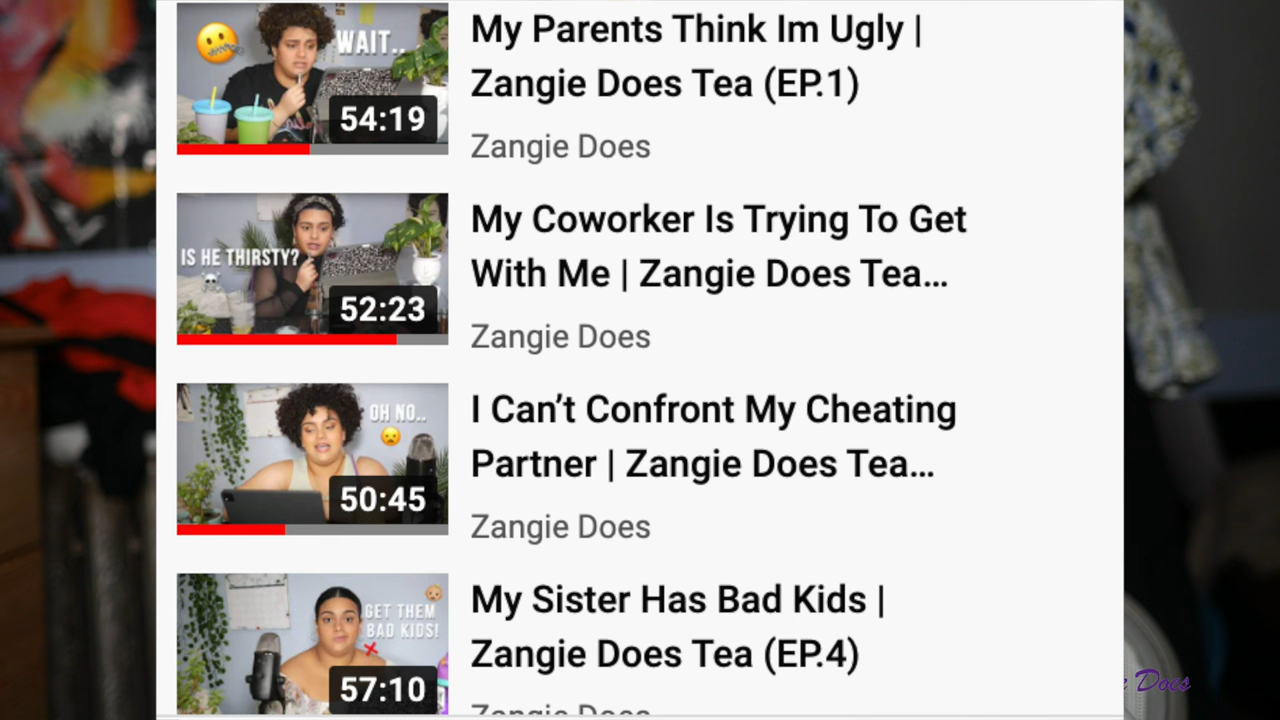 WAIT..
54:19
My Parents Think Im Ugly |
Zangie Does Tea (EP.1)
Zangie Does
IS HE THIRSTY?
52:23
My Coworker Is Trying To Get
With Me | Zangie Does Tea...
Zangie Does
OH NO..
50:45
I Can’t Confront My Cheating
Partner | Zangie Does Tea...
Zangie Does
GET THEM
BAD KIDS!
57:10
My Sister Has Bad Kids |
Zangie Does Tea (EP.4)
Zangie Does
Does